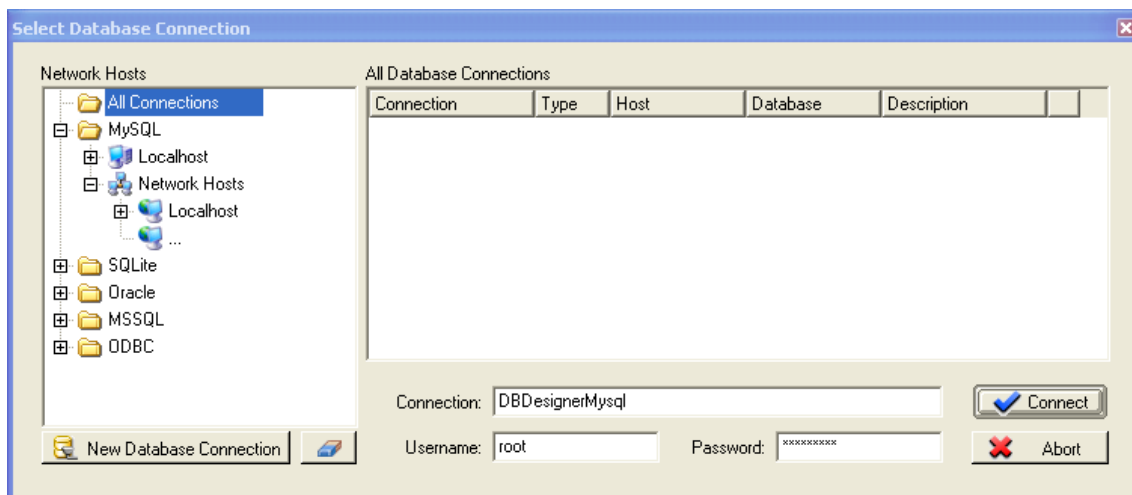 Select Database Connection
Network Hosts
All Connections
MySQL
Localhost
Network Hosts
Localhost
...
SQLite
Oracle
MSSQL
ODBC
New Database Connection
All Database Connections
Connection Type Host Database Description
Connection: DBDesignerMysql
Connect
Username: root Password: *********
Abort